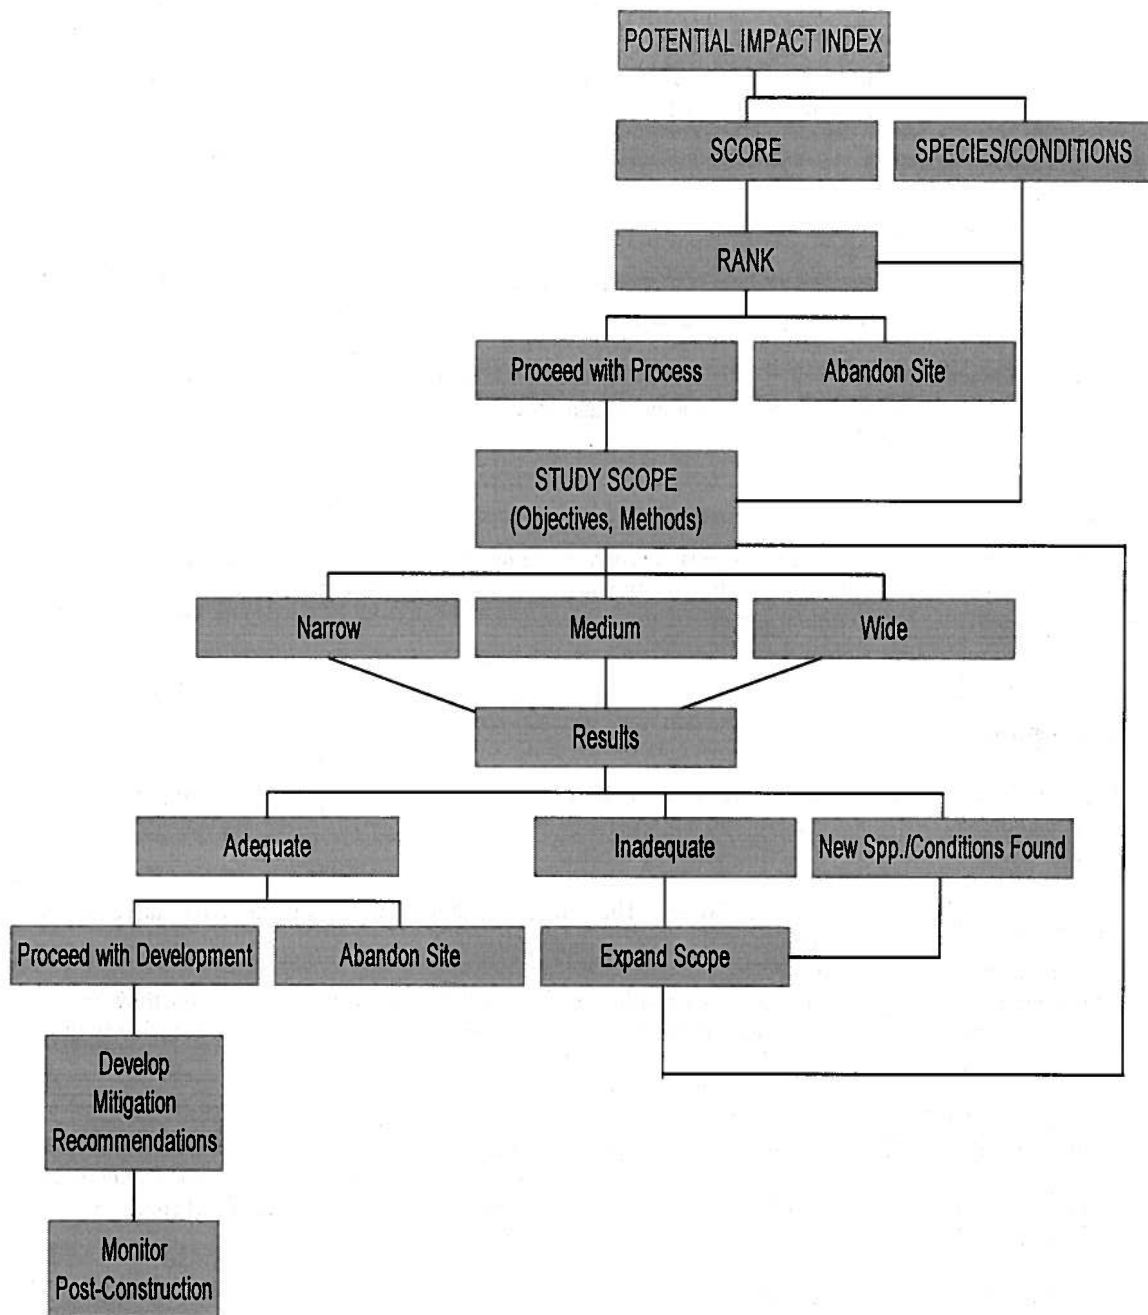 POTENTIAL IMPACT INDEX
SCORE
SPECIES/CONDITIONS
RANK
Proceed with Process
Abandon Site
STUDY SCOPE
(Objectives, Methods)
Narrow
Medium
Wide
Results
Adequate
Inadequate
New Spp./Conditions Found
Proceed with Development
Abandon Site
Expand Scope
Develop
Mitigation
Recommendations
Monitor
Post-Construction